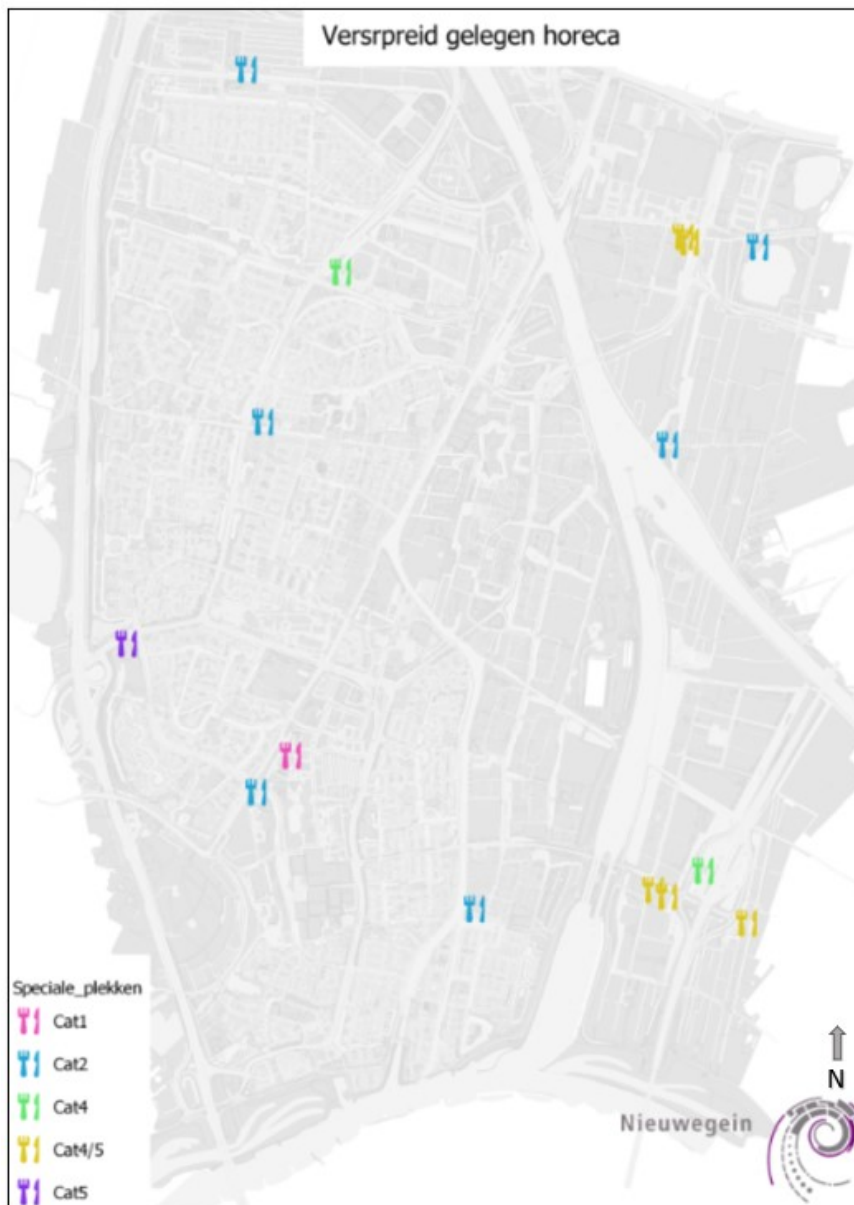 Versrpreid gelegen horeca
Speciale_plekken
Cat1
Cat2
Cat4
Cat4/5
Cat5
N
Nieuwegein